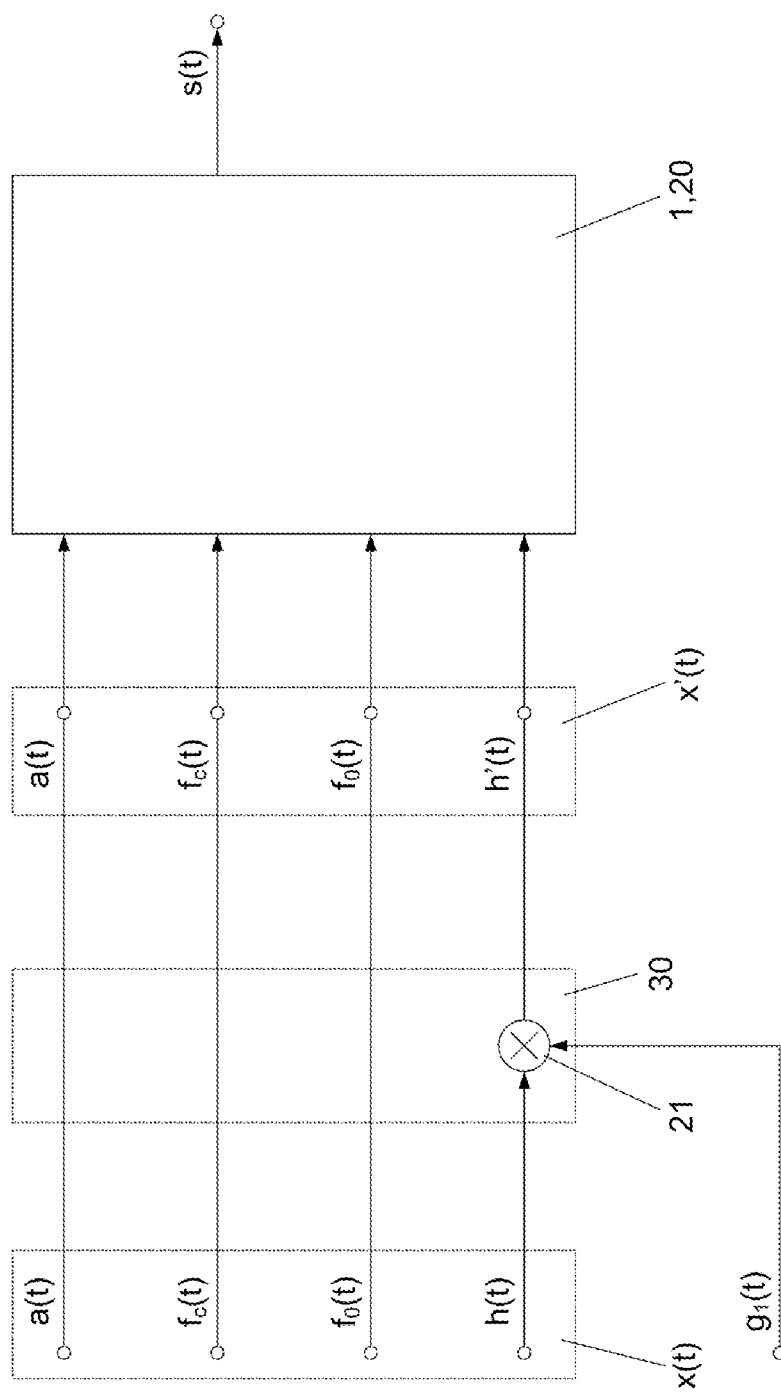 a(t)
f_c(t)
f_0(t)
h(t)
x(t)
g_1(t)
21
30
a(t)
f_c(t)
f_0(t)
h'(t)
x'(t)
1,20
s(t)